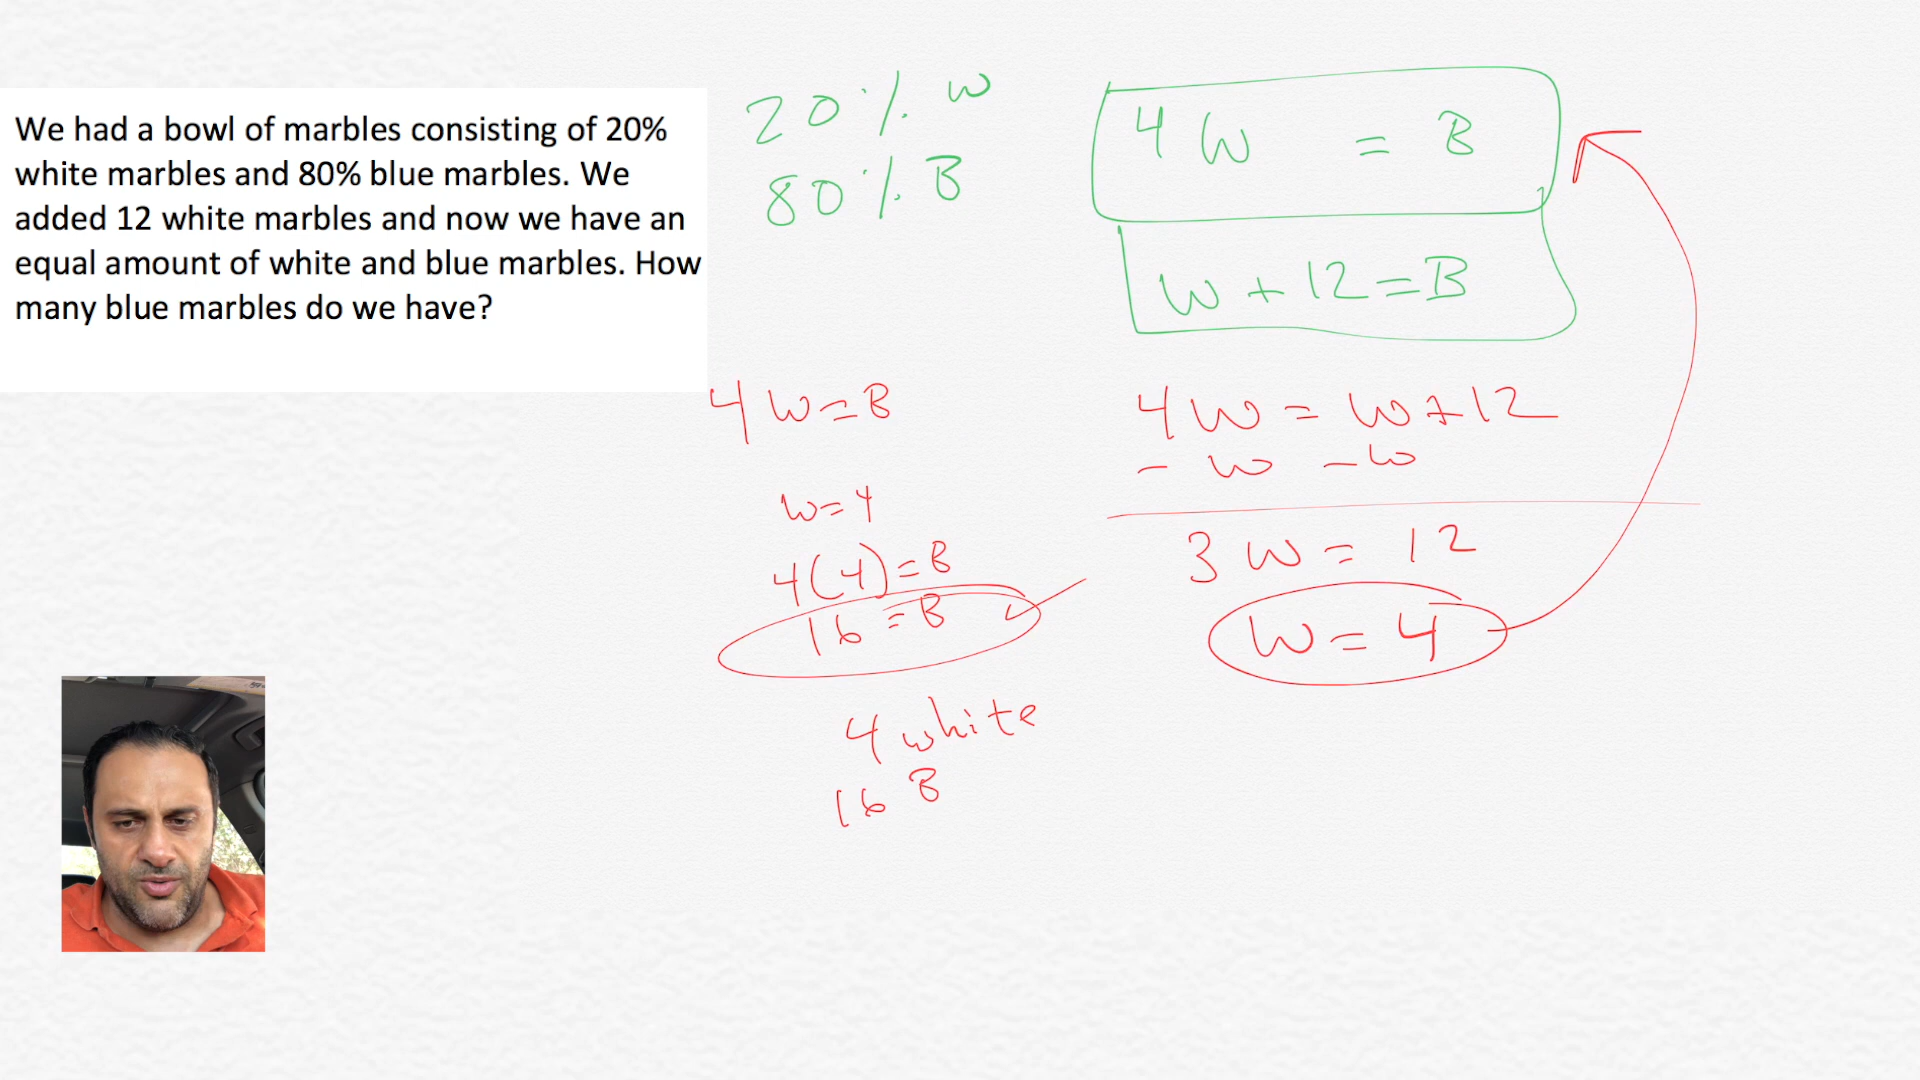 We had a bowl of marbles consisting of 20%
white marbles and 80% blue marbles. We
added 12 white marbles and now we have an
equal amount of white and blue marbles. How
many blue marbles do we have?
20% W
80% B
4W = B
W + 12 = B
4W = B
W = 4
4(4) = B
16 = B
4 white
16 B
4W = W + 12
- W - W
3W = 12
W = 4